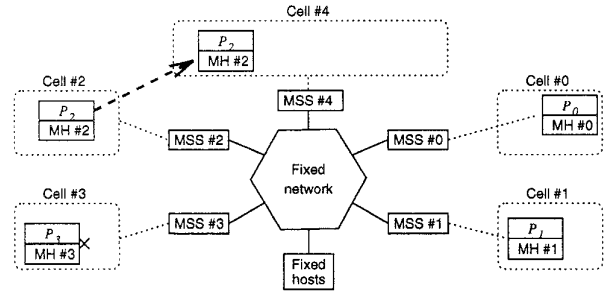 Cell #4
P2
MH #2
Cell #2
P2
MH #2
Cell #0
P0
MH #0
MSS #4
MSS #2
MSS #0
Fixed
network
Cell #3
P3
MH #3
MSS #3
MSS #1
Cell #1
P1
MH #1
Fixed
hosts